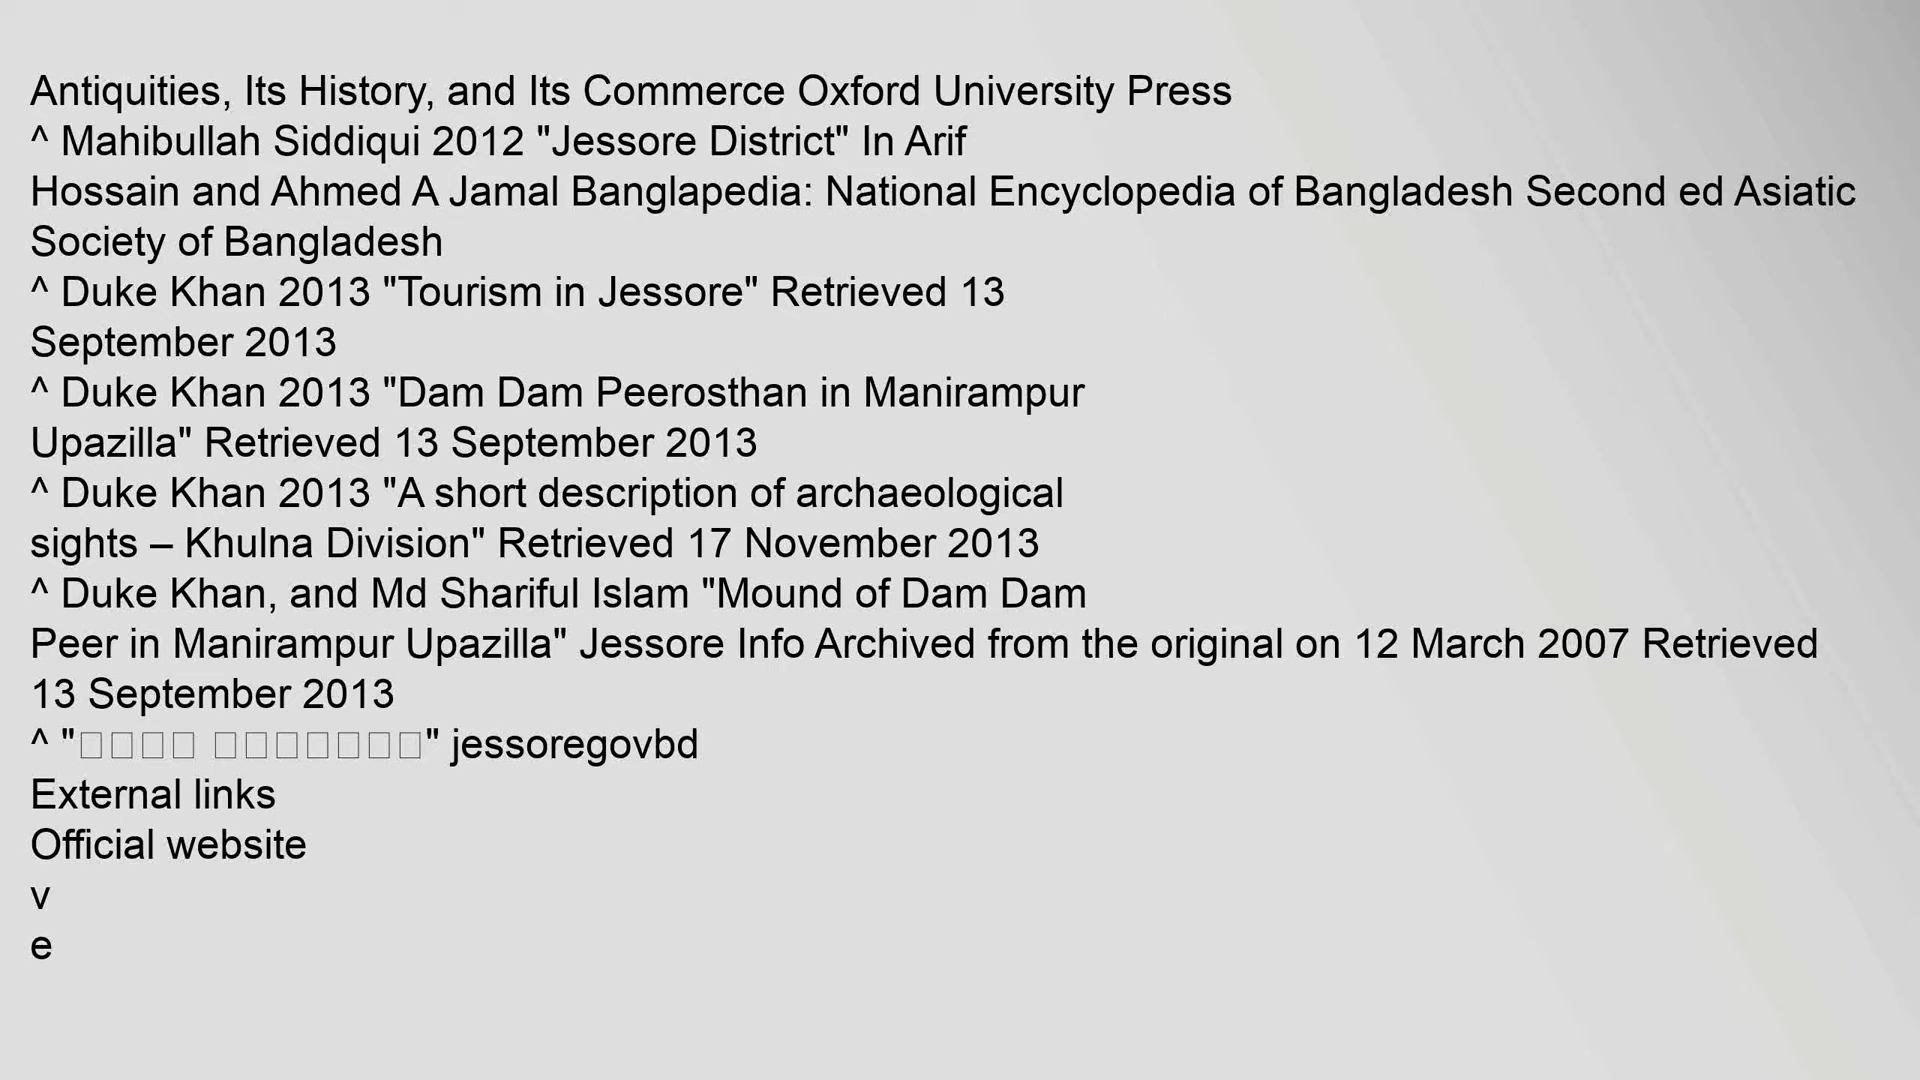 Antiquities, Its History, and Its Commerce Oxford University Press
^ Mahibullah Siddiqui 2012 "Jessore District" In Arif
Hossain and Ahmed A Jamal Banglapedia: National Encyclopedia of Bangladesh Second ed Asiatic
Society of Bangladesh
^ Duke Khan 2013 "Tourism in Jessore" Retrieved 13
September 2013
^ Duke Khan 2013 "Dam Dam Peerosthan in Manirampur
Upazilla" Retrieved 13 September 2013
^ Duke Khan 2013 "A short description of archaeological
sights – Khulna Division" Retrieved 17 November 2013
^ Duke Khan, and Md Shariful Islam "Mound of Dam Dam
Peer in Manirampur Upazilla" Jessore Info Archived from the original on 12 March 2007 Retrieved
13 September 2013
^ "" jessoregovbd
External links
Official website
v
e